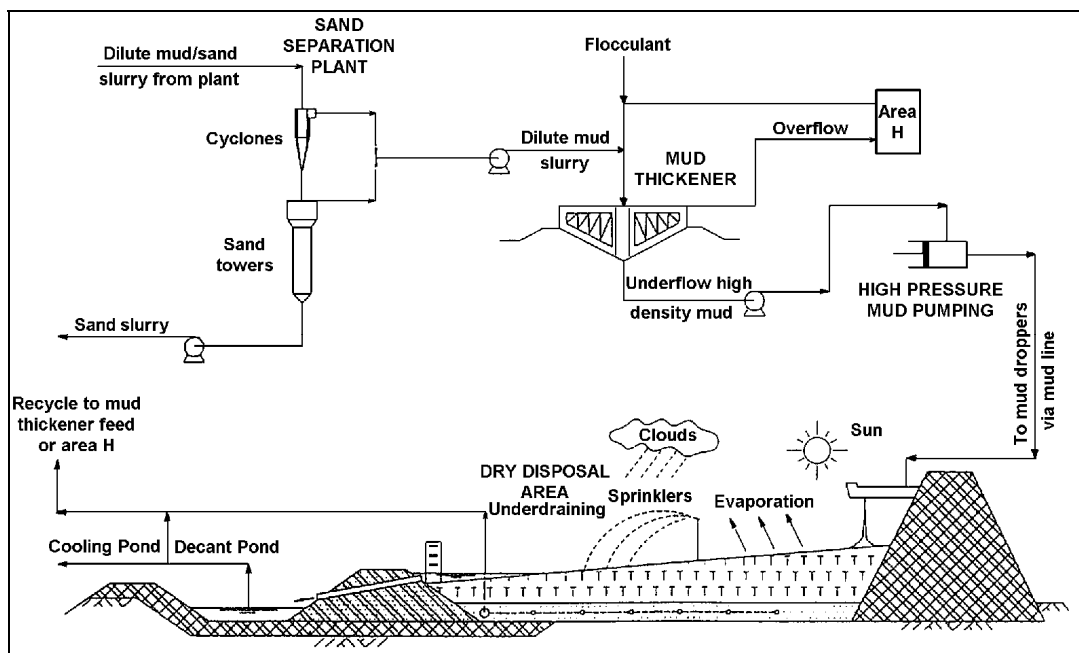 SAND
SEPARATION
PLANT
Dilute mud/sand
slurry from plant
Cyclones
Sand
towers
Sand slurry
Flocculant
Dilute mud
slurry
MUD
THICKENER
Overflow
Area
H
Underflow high
density mud
HIGH PRESSURE
MUD PUMPING
To mud droppers
via mud line
Recycle to mud
thickener feed
or area H
Clouds
Sun
DRY DISPOSAL
AREA
Underdraining
Sprinklers
Evaporation
Cooling Pond
Decant Pond